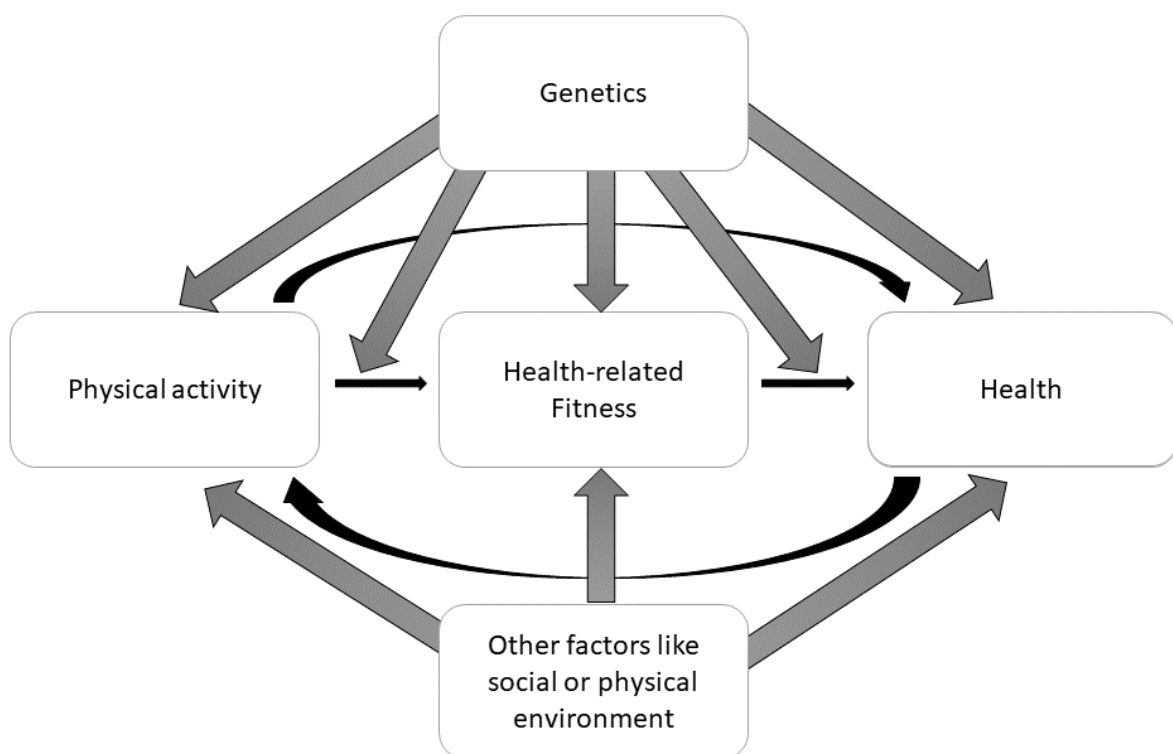 Genetics
Physical activity
Health-related
Fitness
Health
Other factors like
social or physical
environment